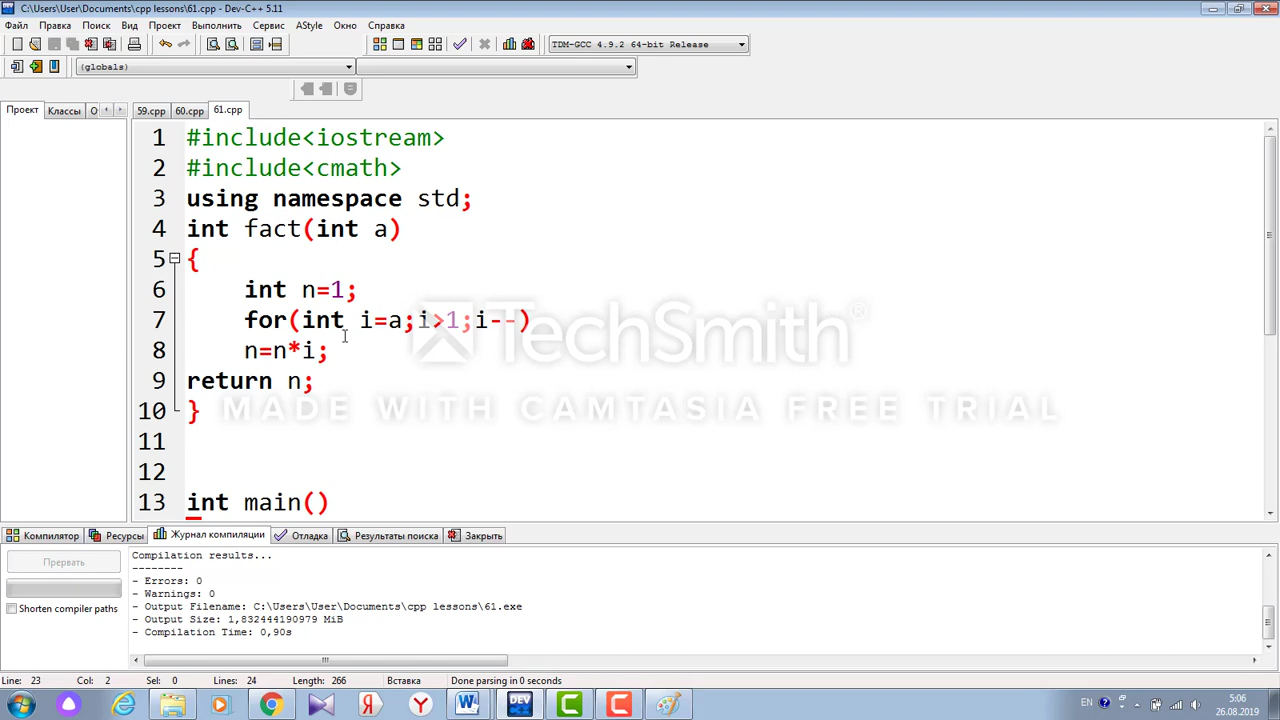 C:\Users\User\Documents\cpp lessons\61.cpp - Dev-C++ 5.11
Файл Правка Поиск Вид Проект Выполнить Сервис AStyle Окно Справка
TDM-GCC 4.9.2 64-bit Release
(globals)
Проект Классы О 59.cpp 60.cpp 61.cpp
1 #include<iostream>
2 #include<cmath>
3 using namespace std;
4 int fact(int a)
5 {
6 int n=1;
7 for(int i=a;i>1;i--)
8 n=n*i;
9 return n;
10 }
11
12
13 int main()
TechSmith
MADE WITH CAMTASIA FREE TRIAL
Компилятор Ресурсы Журнал компиляции Отладка Результаты поиска Закрыть
Прервать
Shorten compiler paths
Compilation results...
--------
- Errors: 0
- Warnings: 0
- Output Filename: C:\Users\User\Documents\cpp lessons\61.exe
- Output Size: 1,832444190979 MiB
- Compilation Time: 0,90s
Line: 23 Col: 2 Sel: 0 Lines: 24 Length: 266 Вставка Done parsing in 0 seconds
EN 5:06
26.08.2019